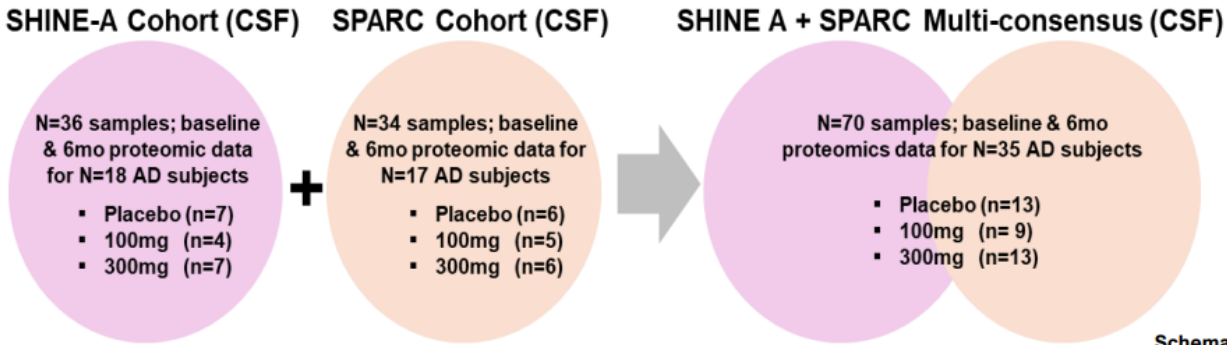 SHINE-A Cohort (CSF)
SPARC Cohort (CSF)
SHINE A + SPARC Multi-consensus (CSF)
N=36 samples; baseline
& 6mo proteomic data
for N=18 AD subjects
▪ Placebo (n=7)
▪ 100mg (n=4)
▪ 300mg (n=7)
+
N=34 samples; baseline
& 6mo proteomic data for
N=17 AD subjects
▪ Placebo (n=6)
▪ 100mg (n=5)
▪ 300mg (n=6)
N=70 samples; baseline & 6mo
proteomics data for N=35 AD subjects
▪ Placebo (n=13)
▪ 100mg (n= 9)
▪ 300mg (n=13)
Schema